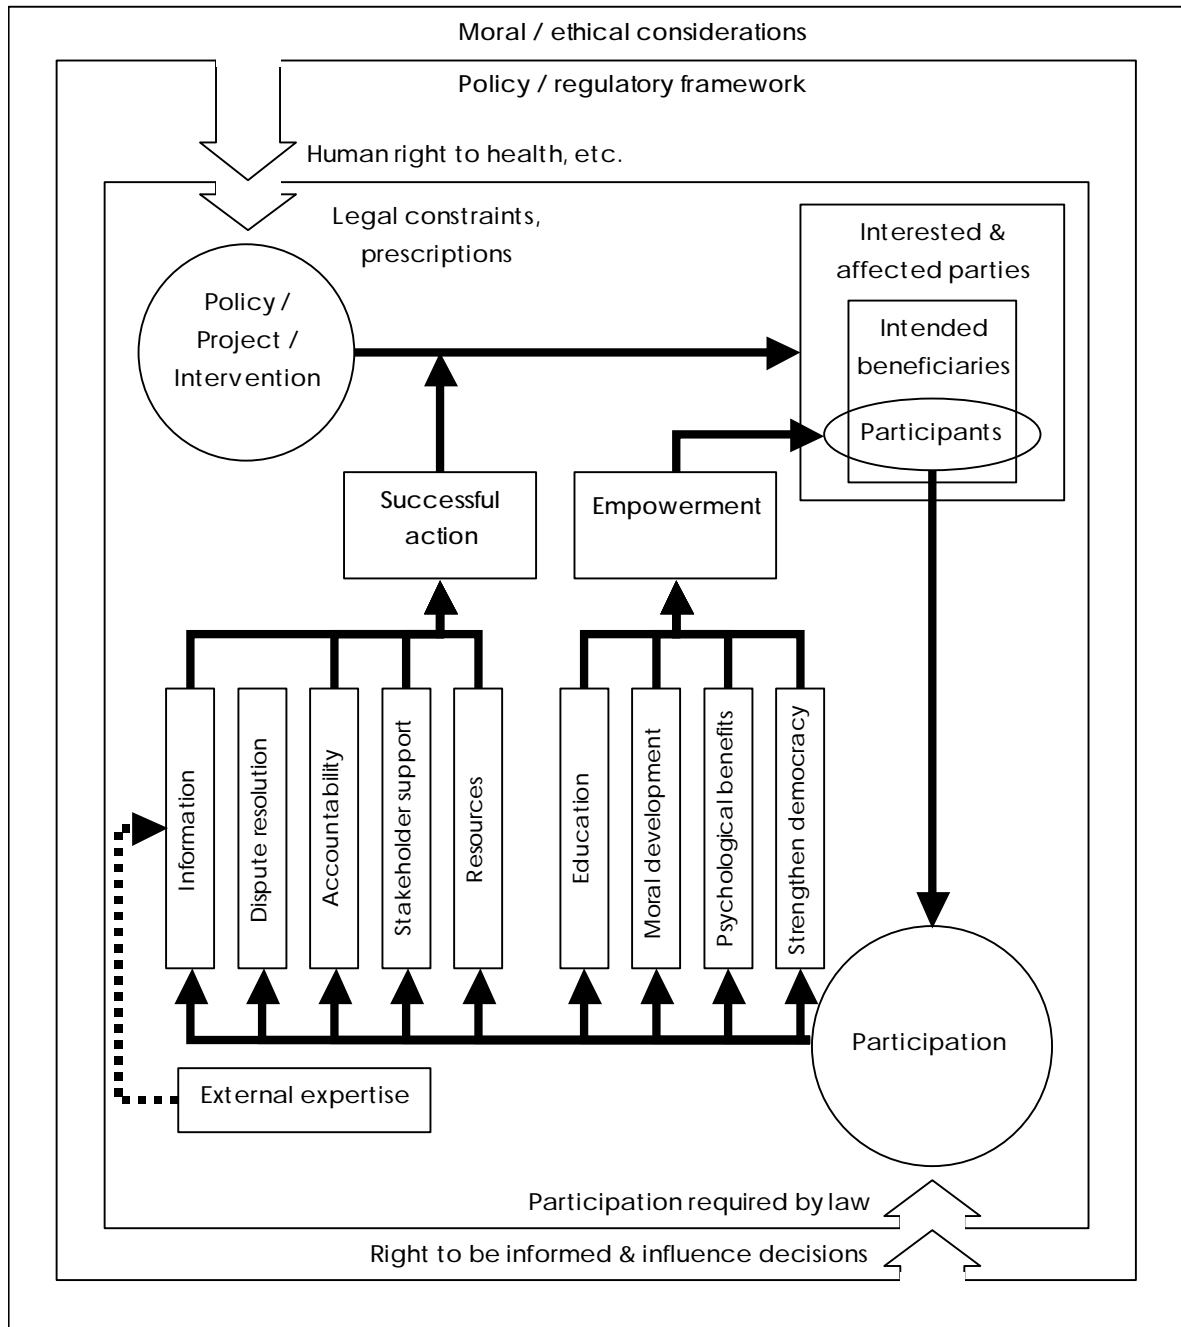 Moral / ethical considerations
Policy / regulatory framework
Human right to health, etc.
Legal constraints,
prescriptions
Interested &
affected parties
Policy /
Project /
Intervention
Intended
beneficiaries
Participants
Successful
action
Empowerment
Information
Dispute resolution
Accountability
Stakeholder support
Resources
Education
Moral development
Psychological benefits
Strengthen democracy
Participation
External expertise
Participation required by law
Right to be informed & influence decisions